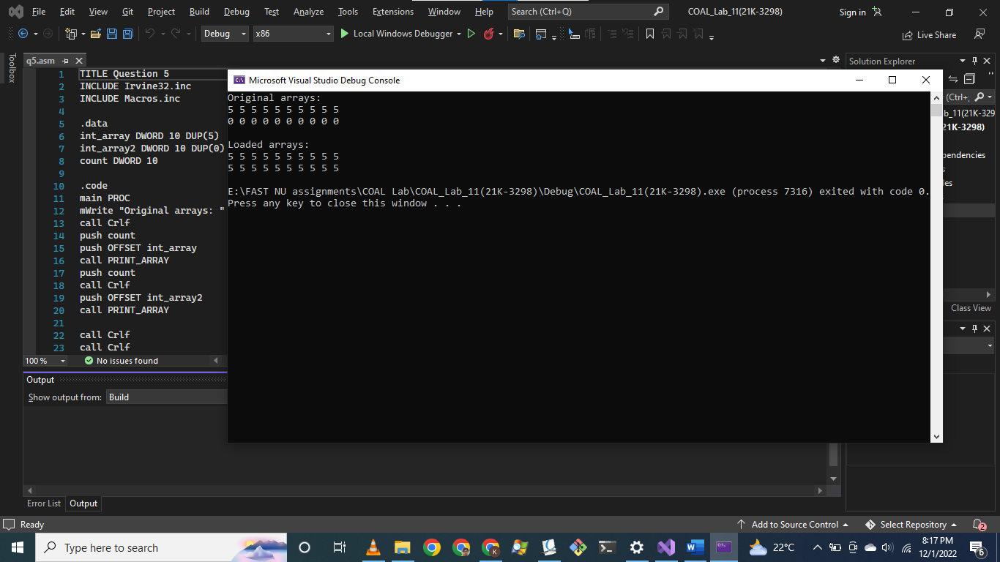 File Edit View Git Project Build Debug Test Analyze Tools Extensions Window Help Search (Ctrl+Q) COAL_Lab_11(21K-3298) Sign in
Debug x86 Local Windows Debugger Live Share
Toolbox
q5.asm
Solution Explorer
1 TITLE Question 5
2 INCLUDE Irvine32.inc
3 INCLUDE Macros.inc
4
5 .data
6 int_array DWORD 10 DUP(5)
7 int_array2 DWORD 10 DUP(0)
8 count DWORD 10
9
10 .code
11 main PROC
12 mWrite "Original arrays: "
13 call Crlf
14 push count
15 push OFFSET int_array
16 call PRINT_ARRAY
17 push count
18 call Crlf
19 push OFFSET int_array2
20 call PRINT_ARRAY
21
22 call Crlf
23 call Crlf
100 % No issues found
Microsoft Visual Studio Debug Console
Original arrays:
5 5 5 5 5 5 5 5 5 5
0 0 0 0 0 0 0 0 0 0
Loaded arrays:
5 5 5 5 5 5 5 5 5 5
5 5 5 5 5 5 5 5 5 5
E:\FAST NU assignments\COAL Lab\COAL_Lab_11(21K-3298)\Debug\COAL_Lab_11(21K-3298).exe (process 7316) exited with code 0.
Press any key to close this window . . .
(Ctrl+;
b_11(21K-329
21K-3298)
pendencies
s
les
Class View
Output
Show output from: Build
Error List Output
Ready Add to Source Control Select Repository 2
Type here to search 22°C 8:17 PM
12/1/2022
6